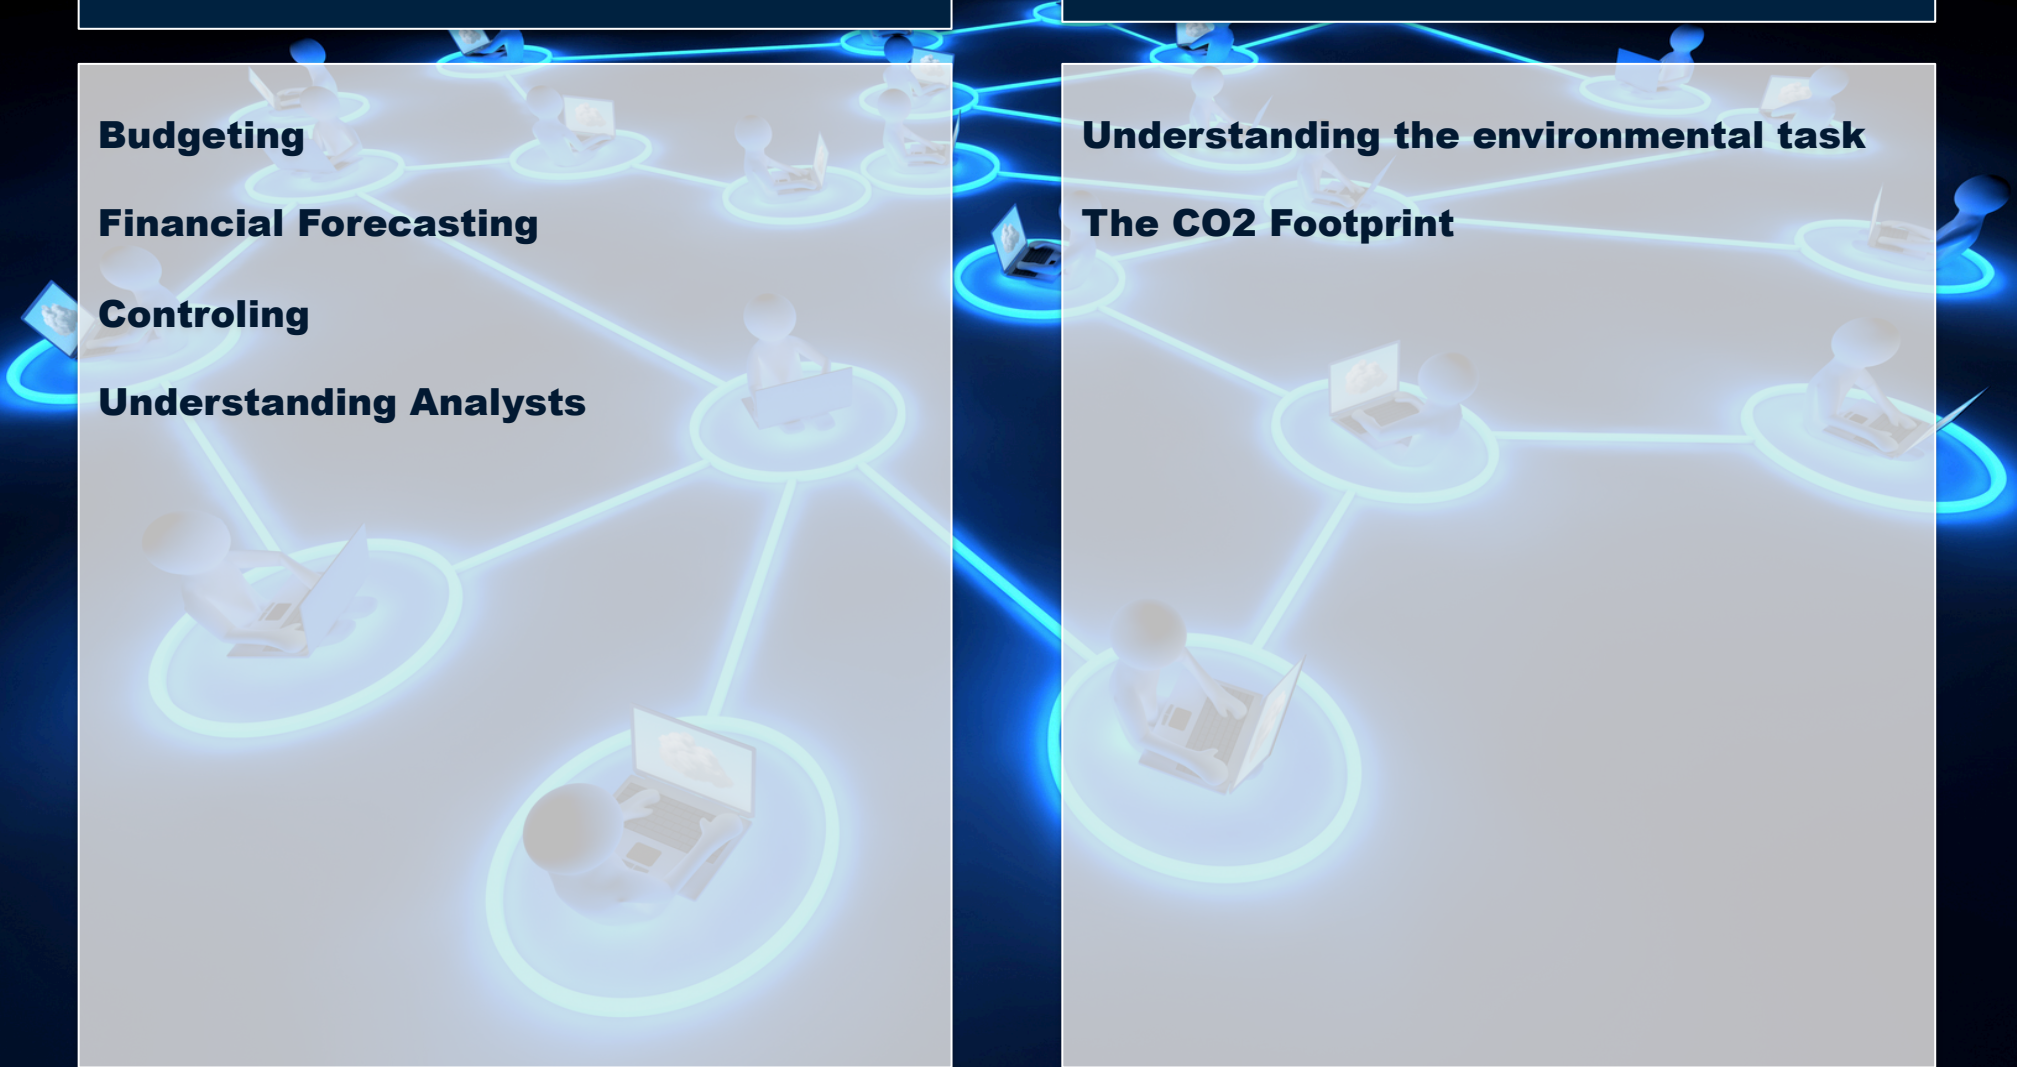 Budgeting
Financial Forecasting
Controling
Understanding Analysts
Understanding the environmental task
The CO2 Footprint